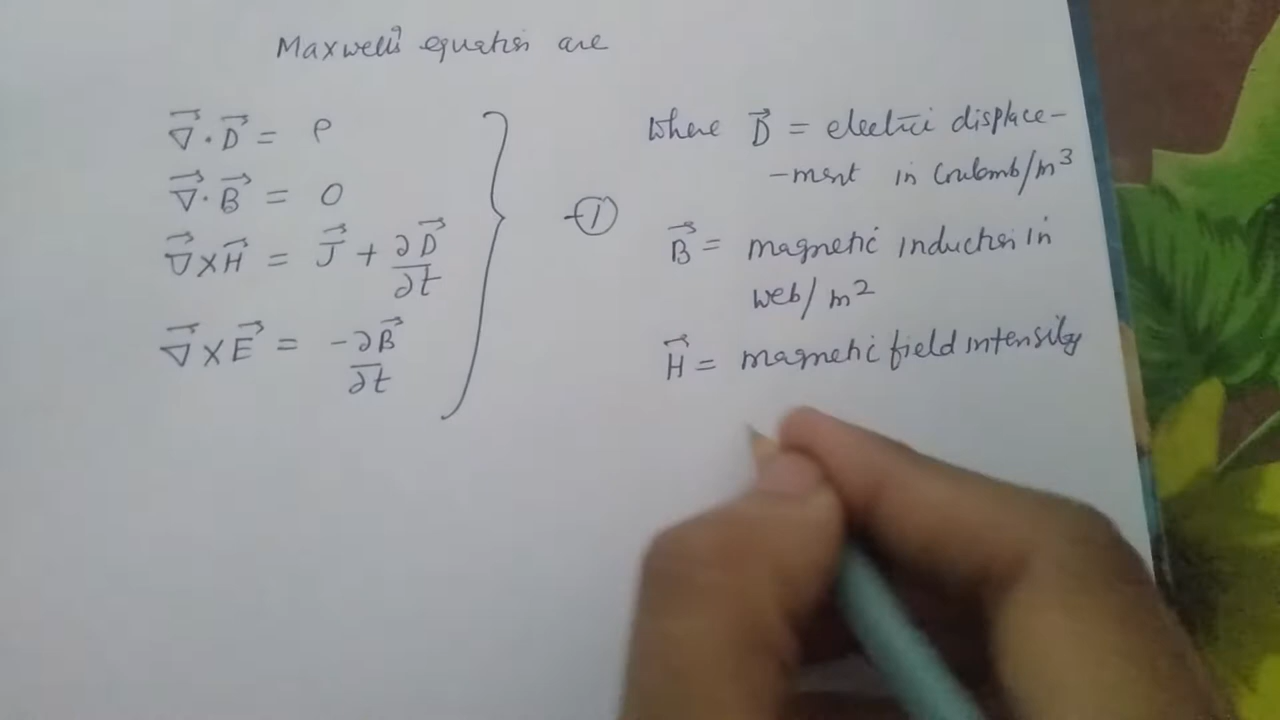 Maxwell's equation are
∇⃗·D⃗ = ρ
∇⃗·B⃗ = 0
∇⃗×H⃗ = J⃗ + ∂D⃗/∂t
∇⃗×E⃗ = -∂B⃗/∂t
-①
where D⃗ = electric displace-
-ment in Coulomb/m³
B⃗ = magnetic induction in
web/m²
H⃗ = magnetic field intensity